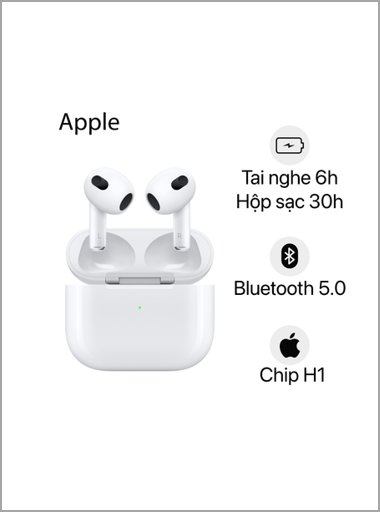 Apple
Tai nghe 6h
Hộp sạc 30h
Bluetooth 5.0
Chip H1